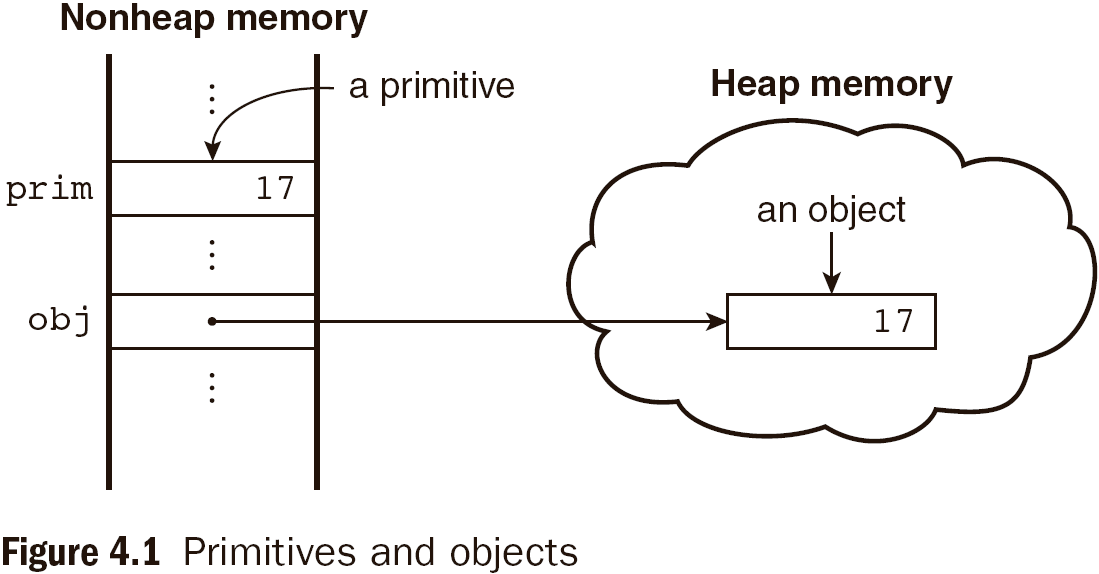 Nonheap memory
a primitive
Heap memory
prim 17
an object
obj
17
Figure 4.1 Primitives and objects